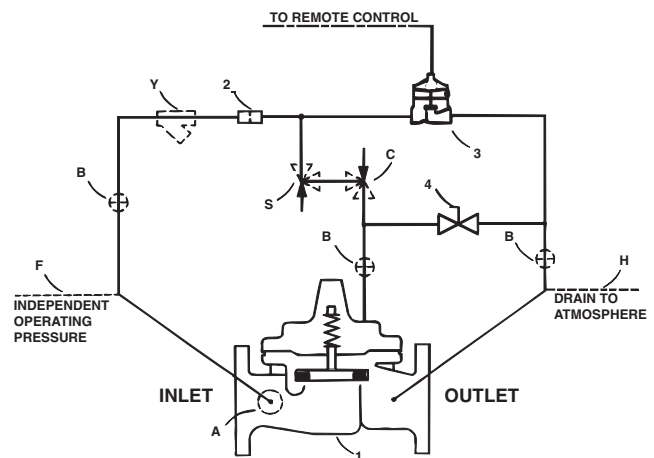 TO REMOTE CONTROL
Y
2
3
B
S
C
4
B
B
F
H
INDEPENDENT
OPERATING
PRESSURE
DRAIN TO
ATMOSPHERE
INLET
OUTLET
A
1